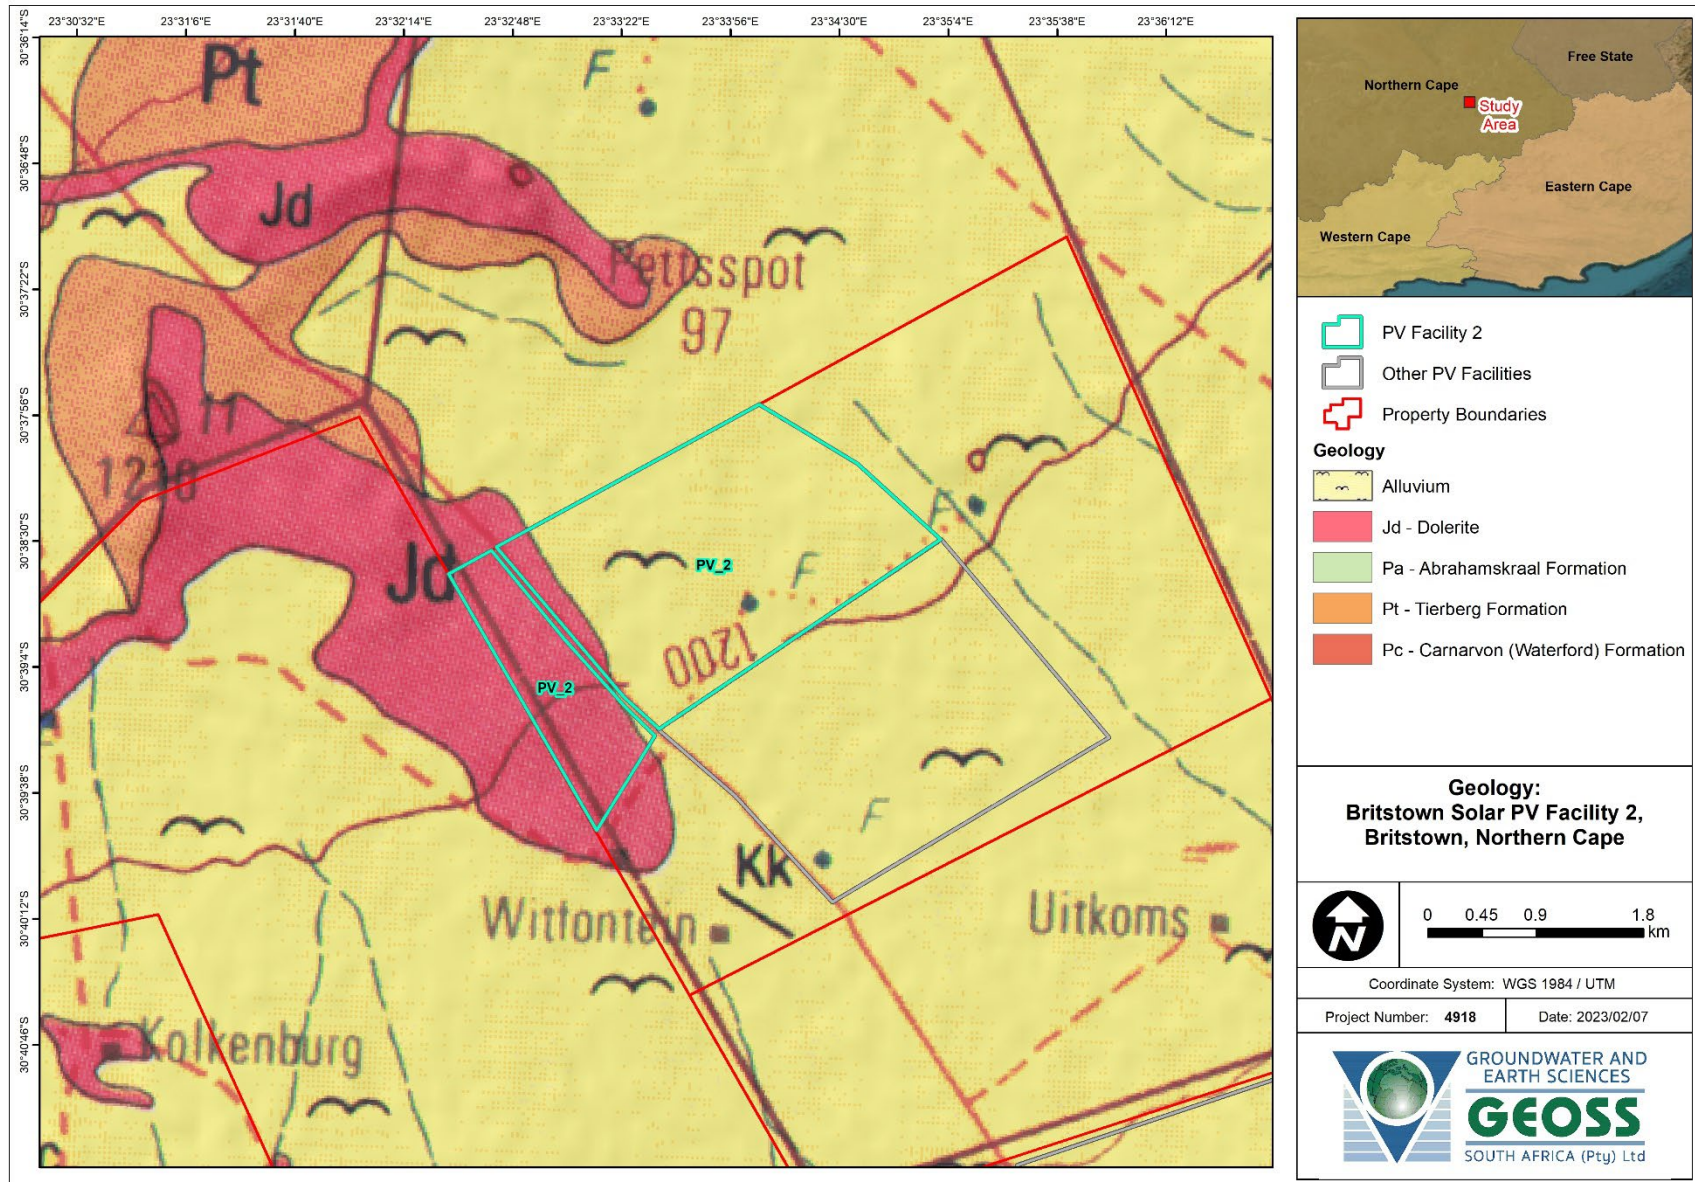 23°30'32"E
23°31'6"E
23°31'40"E
23°32'14"E
23°32'48"E
23°33'22"E
23°33'56"E
23°34'30"E
23°35'4"E
23°35'38"E
23°36'12"E
30°36'14"S
30°36'48"S
30°37'22"S
30°37'56"S
30°38'30"S
30°39'4"S
30°39'38"S
30°40'12"S
30°40'46"S
Pt
F
Jd
Pettsspot
97
11
1210
Jd
F
PV_2
F
1200
PV_2
F
Kk
Witfontein
Uitkoms
Kolkenburg
Free State
Northern Cape
Study
Area
Eastern Cape
Western Cape
PV Facility 2
Other PV Facilities
Property Boundaries
Geology
Alluvium
Jd - Dolerite
Pa - Abrahamskraal Formation
Pt - Tierberg Formation
Pc - Carnarvon (Waterford) Formation
Geology:
Britstown Solar PV Facility 2,
Britstown, Northern Cape
N
0 0.45 0.9 1.8
km
Coordinate System: WGS 1984 / UTM
Project Number: 4918
Date: 2023/02/07
GROUNDWATER AND
EARTH SCIENCES
GEOSS
SOUTH AFRICA (Pty) Ltd